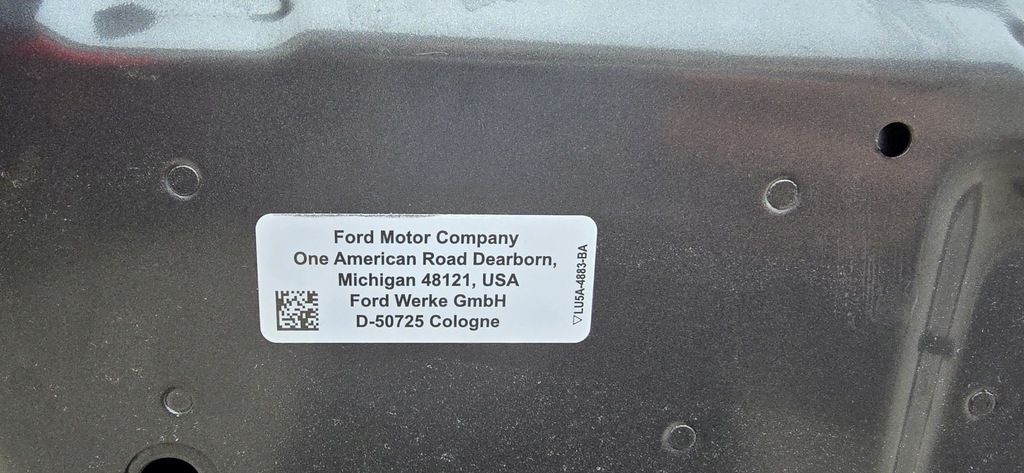 Ford Motor Company
One American Road Dearborn,
Michigan 48121, USA
Ford Werke GmbH
D-50725 Cologne
▽LU5A-4883-BA